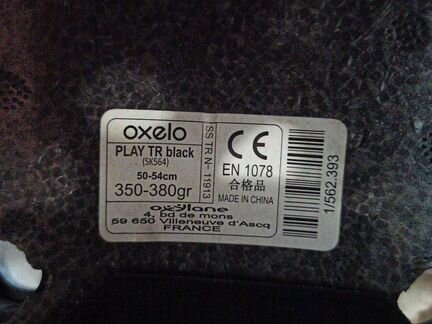 oxelo
PLAY TR black
(SK564)
50-54cm
350-380gr
SS TR N- 11913
CE
EN 1078
合格品
MADE IN CHINA
1/562.393
oxylane
4, bd de mons
59 650 Villeneuve d'Ascq
FRANCE